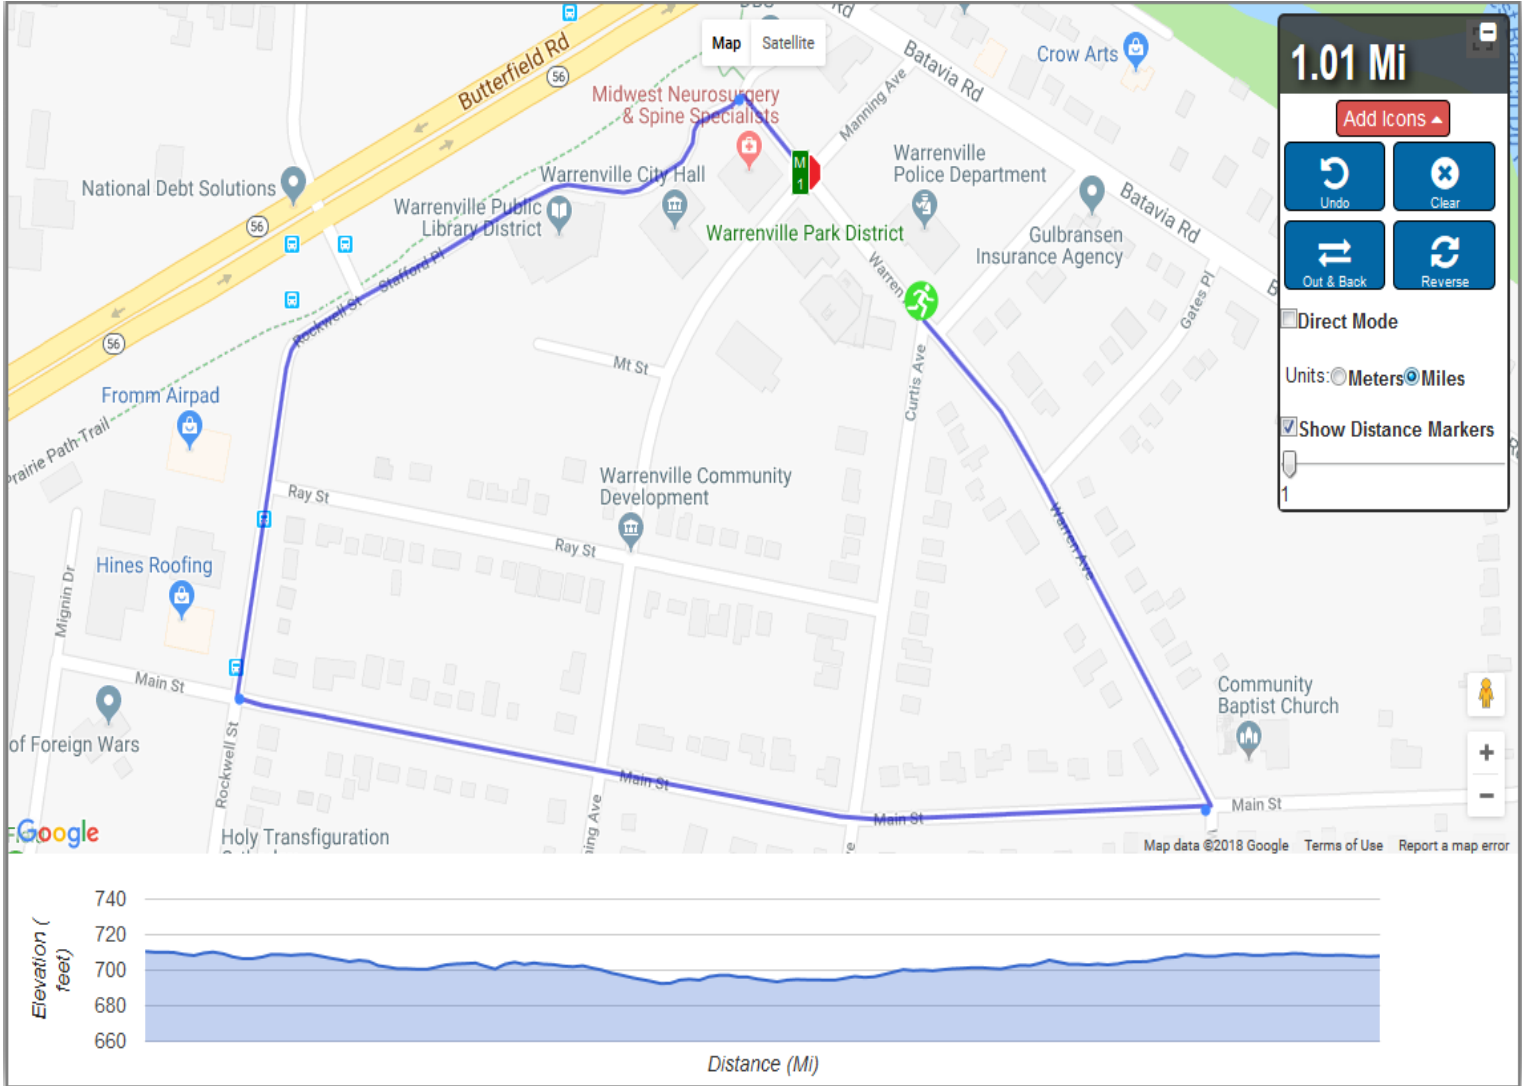 Rd
Map
Satellite
Butterfield Rd
56
56
56
56
Batavia Rd
Crow Arts
Midwest Neurosurgery
& Spine Specialists
Manning Ave
M
1
National Debt Solutions
Warrenville City Hall
Warrenville Public
Library District
Warrenville
Police Department
Batavia Rd
Warrenville Park District
Gulbransen
Insurance Agency
Warren
Stafford Pl
Rockwell St
Gates Pl
Mt St
Curtis Ave
Fromm Airpad
Prairie Path Trail
Ray St
Warrenville Community
Development
Ray St
Warren Ave
Hines Roofing
Mignin Dr
Main St
of Foreign Wars
Rockwell St
Community
Baptist Church
Main St
Main St
Main St
Holy Transfiguration
ning Ave
Google
Map data ©2018 Google
Terms of Use
Report a map error
1.01 Mi
Add Icons
Undo
Clear
Out & Back
Reverse
Direct Mode
Units: Meters Miles
Show Distance Markers
1
+
−
Elevation (
feet)
740
720
700
680
660
Distance (Mi)